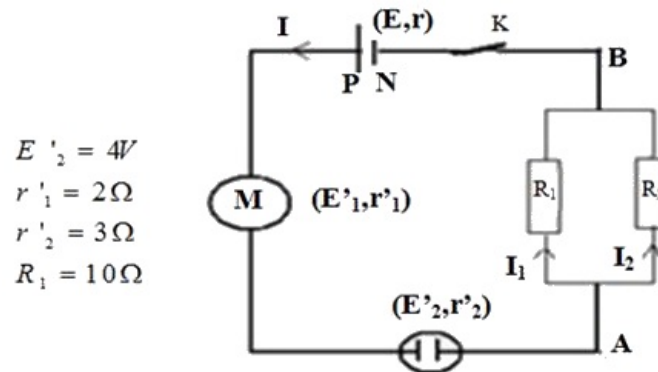 I
(E,r)
K
P N
B
E '₂ = 4V
r '₁ = 2Ω
r '₂ = 3Ω
R₁ = 10Ω
M
(E'₁,r'₁)
R₁
R
I₁
I₂
(E'₂,r'₂)
A